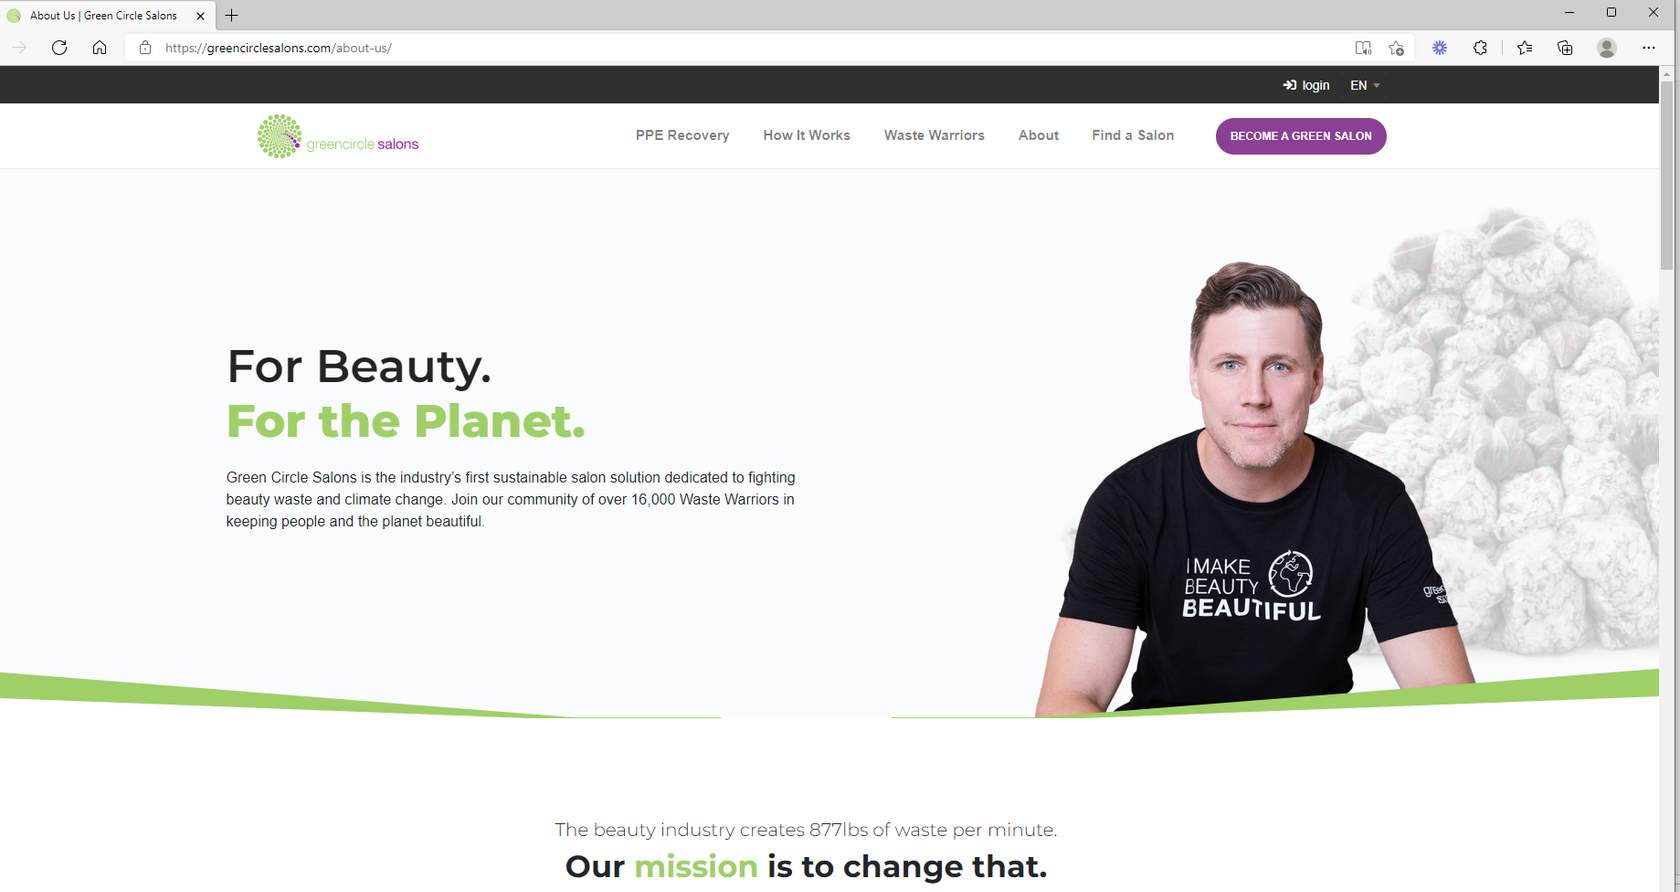 About Us | Green Circle Salons
https://greencirclesalons.com/about-us/
login EN
greencircle salons
PPE Recovery How It Works Waste Warriors About Find a Salon BECOME A GREEN SALON
For Beauty.
For the Planet.
Green Circle Salons is the industry’s first sustainable salon solution dedicated to fighting
beauty waste and climate change. Join our community of over 16,000 Waste Warriors in
keeping people and the planet beautiful.
I MAKE
BEAUTY
BEAUTIFUL
The beauty industry creates 877lbs of waste per minute.
Our mission is to change that.